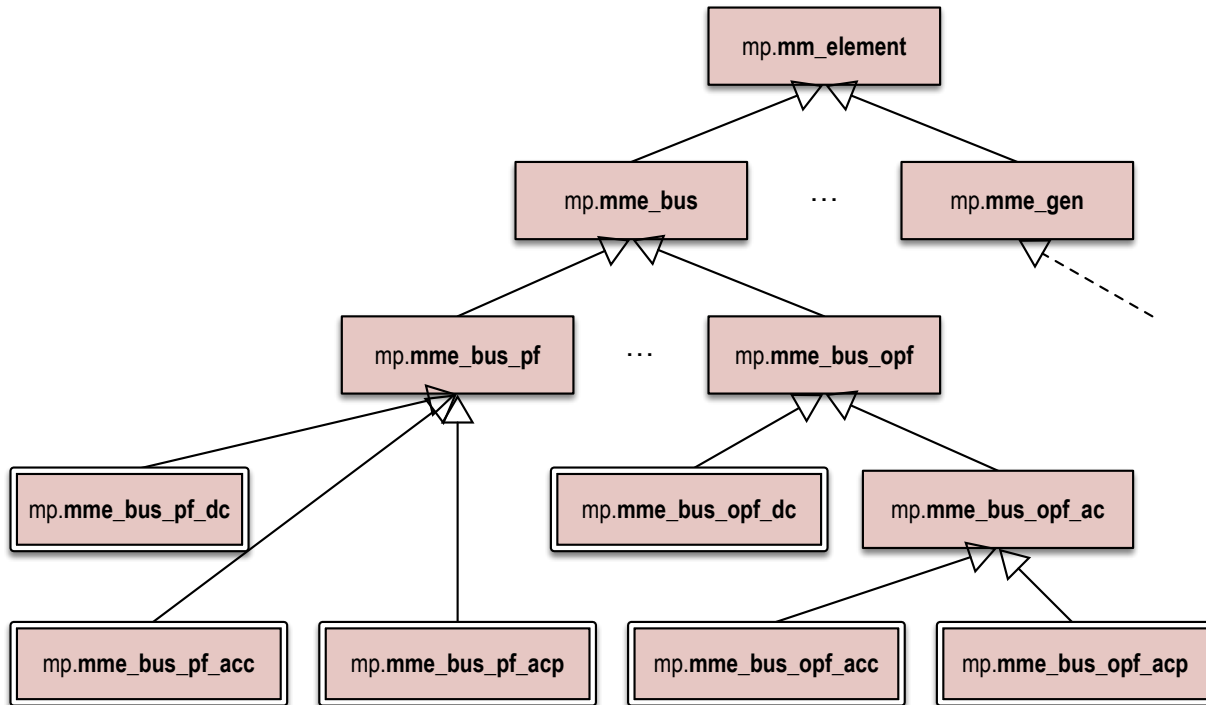 mp.mm_element
mp.mme_bus
...
mp.mme_gen
mp.mme_bus_pf
...
mp.mme_bus_opf
mp.mme_bus_pf_dc
mp.mme_bus_opf_dc
mp.mme_bus_opf_ac
mp.mme_bus_pf_acc
mp.mme_bus_pf_acp
mp.mme_bus_opf_acc
mp.mme_bus_opf_acp